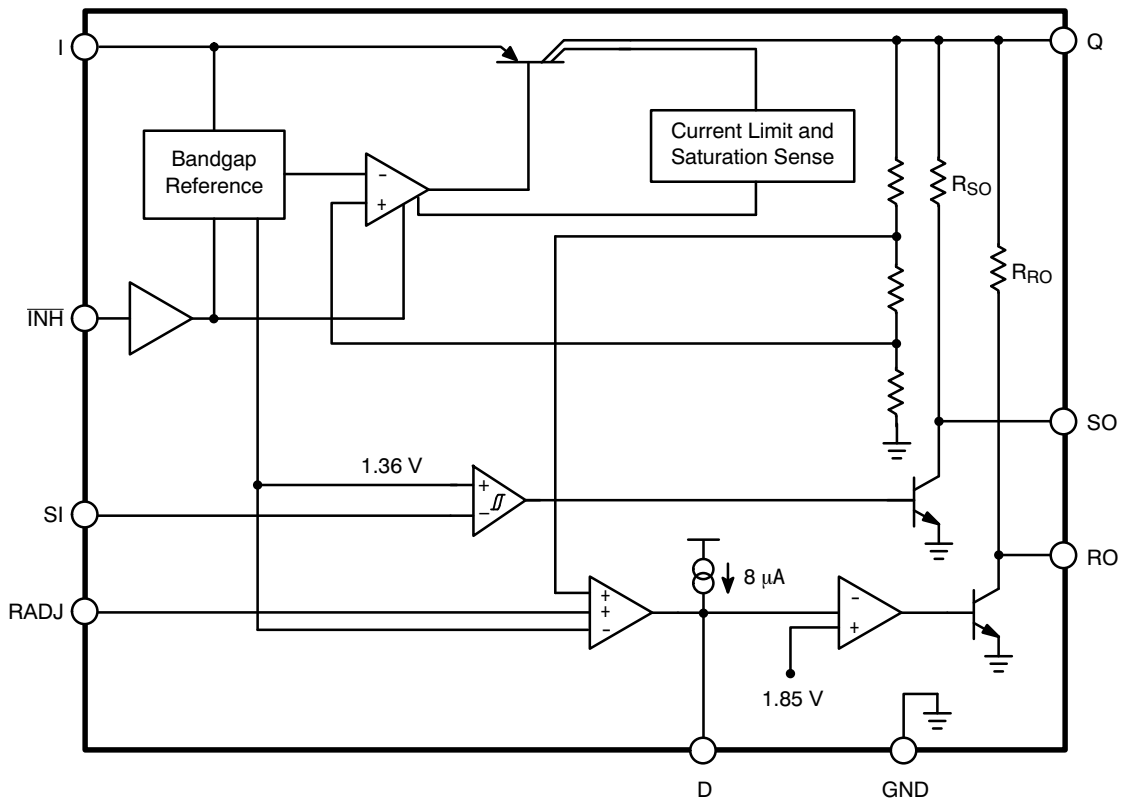 I
Q
Bandgap
Reference
Current Limit and
Saturation Sense
-
+
R_SO
R_RO
I̅N̅H̅
SO
1.36 V
SI
+
-
RO
8 μA
RADJ
+
+
-
-
+
1.85 V
D
GND